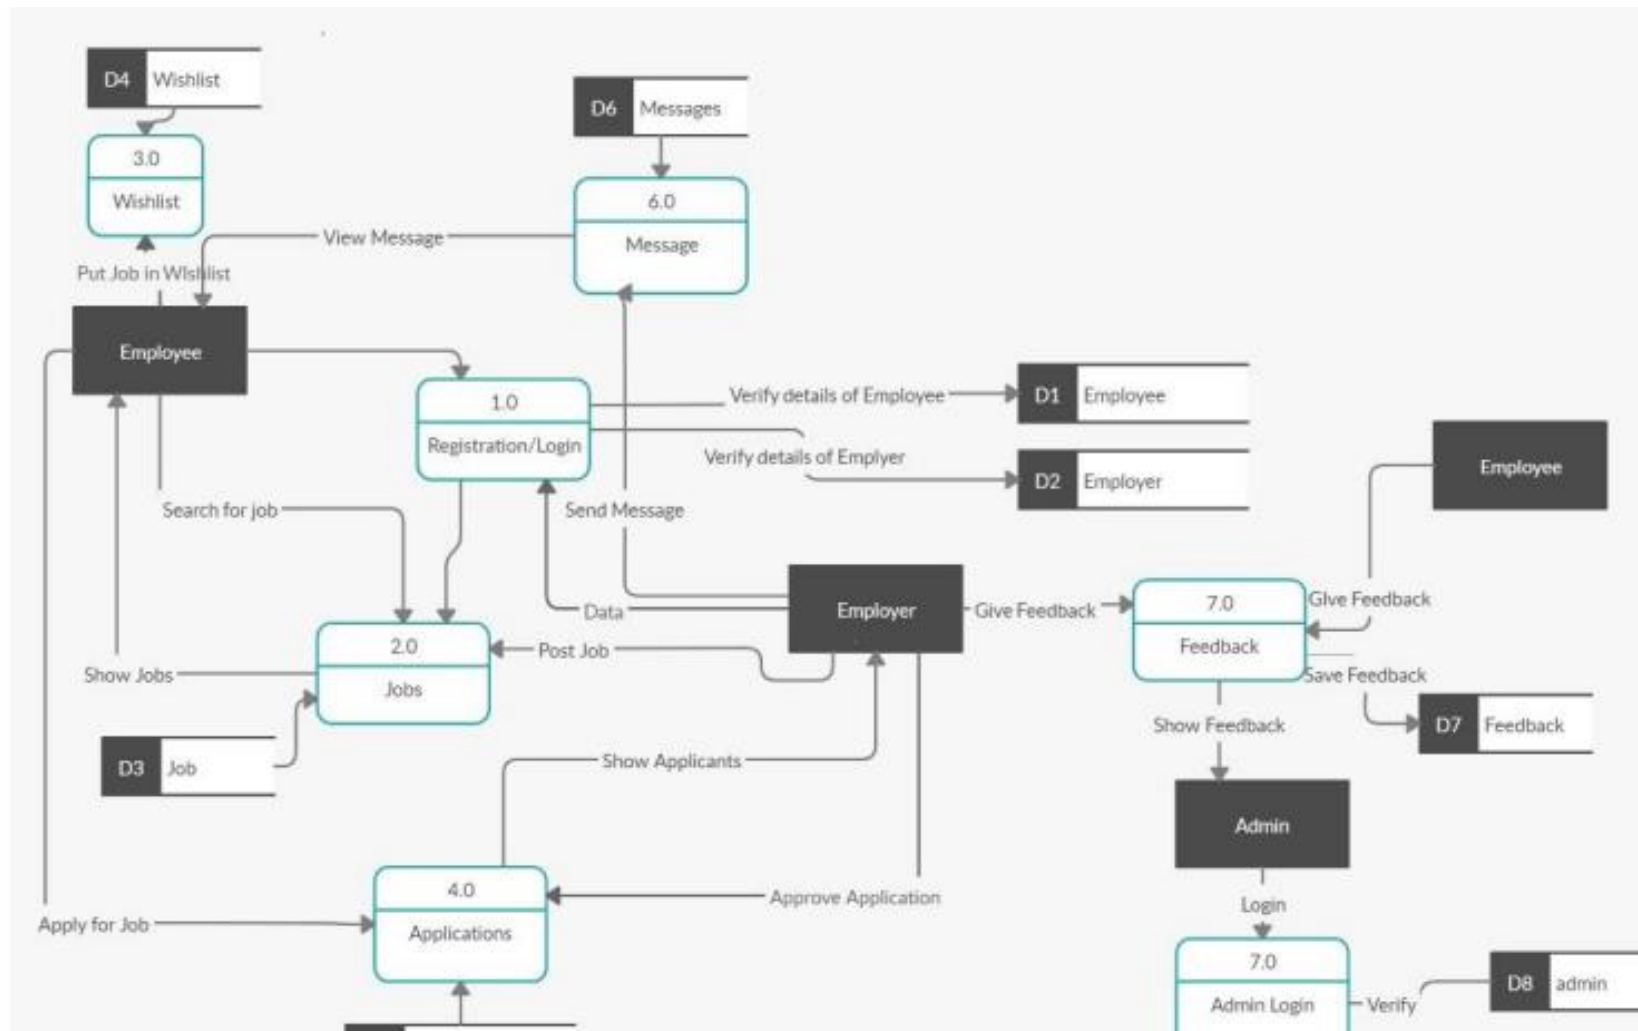 D4 Wishlist
D6 Messages
3.0
Wishlist
6.0
Message
View Message
Put Job in WIshlist
Employee
1.0
Registration/Login
Verify details of Employee
D1 Employee
Verify details of Emplyer
D2 Employer
Employee
Search for job
Send Message
Data
Employer
Give Feedback
7.0
Feedback
GIve Feedback
Post Job
2.0
Jobs
Show Jobs
Save Feedback
D7 Feedback
Show Feedback
D3 Job
Show Applicants
Admin
4.0
Applications
Approve Application
Apply for Job
Login
7.0
Admin Login
Verify
D8 admin